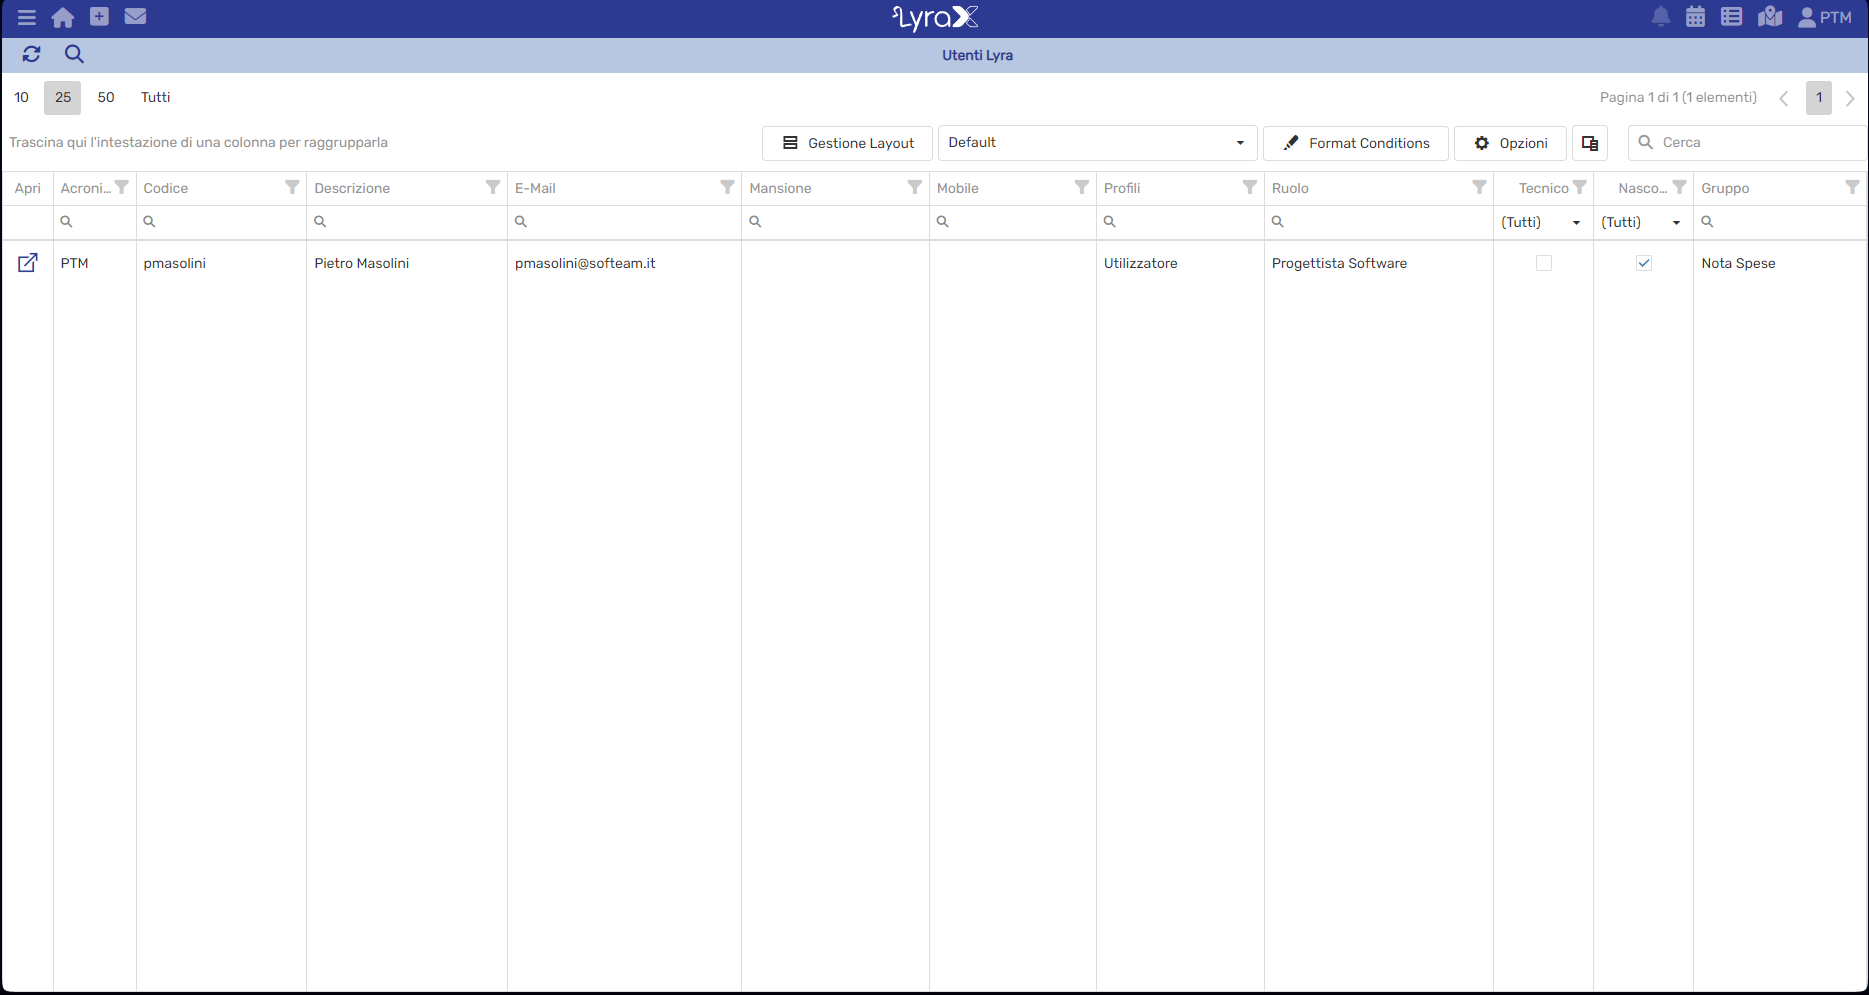 LyraX
PTM
Utenti Lyra
10 25 50 Tutti
Pagina 1 di 1 (1 elementi) 1
Trascina qui l'intestazione di una colonna per raggrupparla
Gestione Layout Default Format Conditions Opzioni Cerca
Apri Acroni... Codice Descrizione E-Mail Mansione Mobile Profili Ruolo Tecnico Nasco... Gruppo
(Tutti) (Tutti)
PTM pmasolini Pietro Masolini pmasolini@softeam.it Utilizzatore Progettista Software Nota Spese